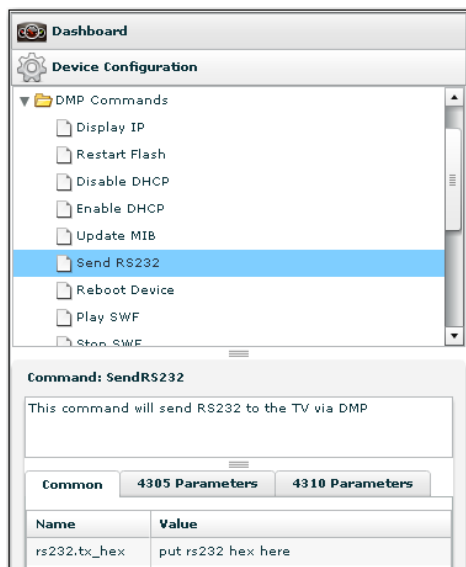 Dashboard
Device Configuration
DMP Commands
Display IP
Restart Flash
Disable DHCP
Enable DHCP
Update MIB
Send RS232
Reboot Device
Play SWF
Stop SWF
Command: SendRS232
This command will send RS232 to the TV via DMP
Common 4305 Parameters 4310 Parameters
Name Value
rs232.tx_hex put rs232 hex here